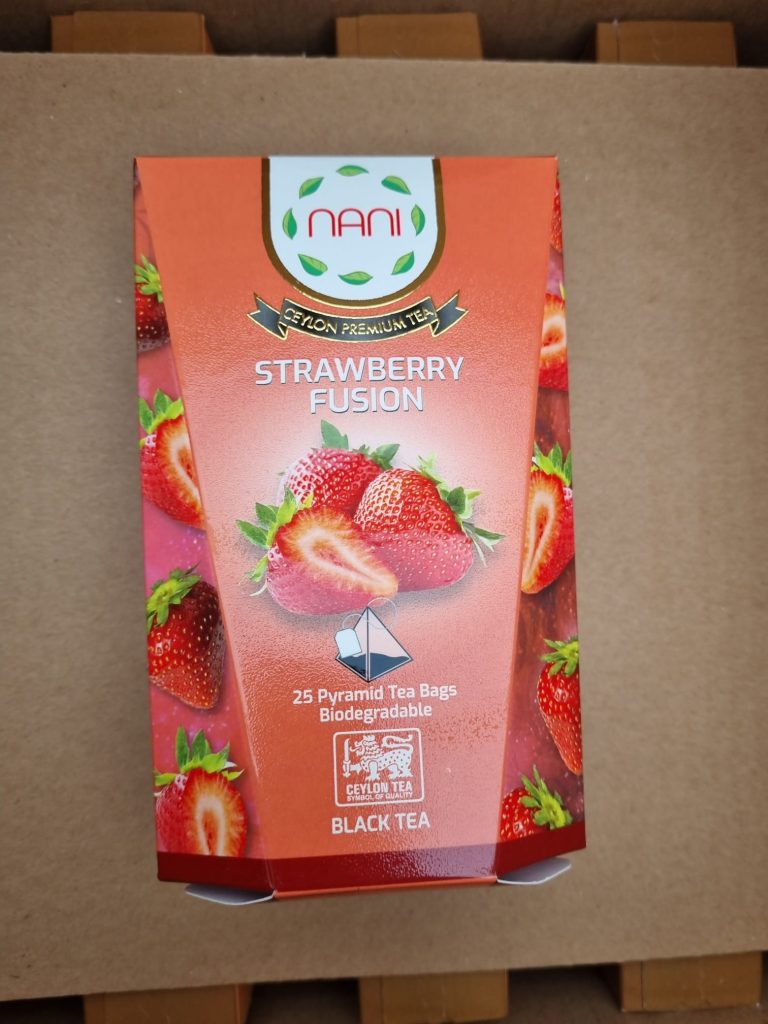 NANI
CEYLON PREMIUM TEA
STRAWBERRY
FUSION
25 Pyramid Tea Bags
Biodegradable
CEYLON TEA
SYMBOL OF QUALITY
BLACK TEA